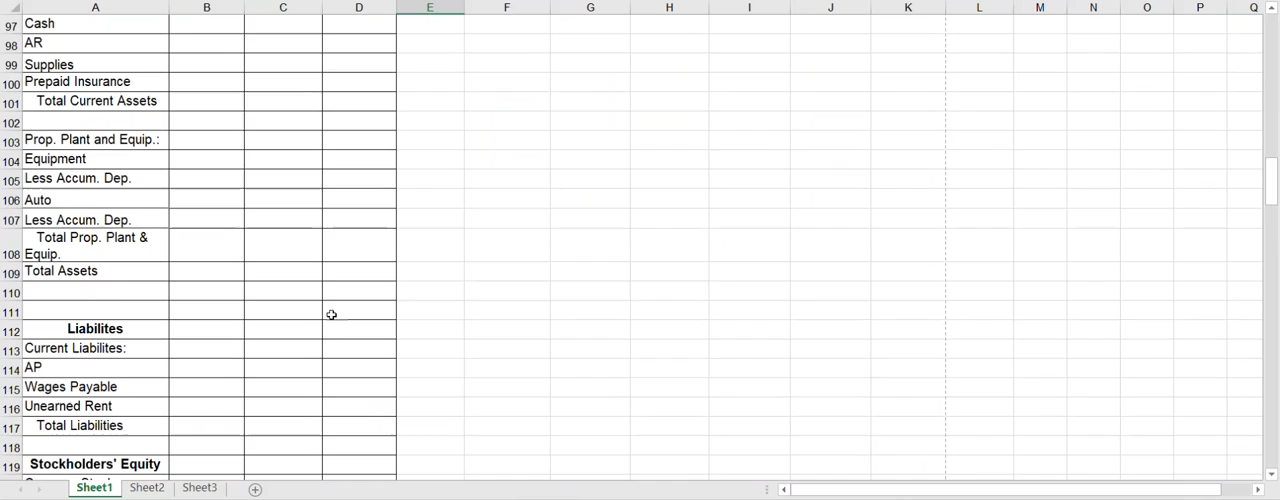 A B C D E F G H I J K L M N O P Q
97 Cash
98 AR
99 Supplies
100 Prepaid Insurance
101 Total Current Assets
102
103 Prop. Plant and Equip.:
104 Equipment
105 Less Accum. Dep.
106 Auto
107 Less Accum. Dep.
Total Prop. Plant &
108 Equip.
109 Total Assets
110
111
112 Liabilites
113 Current Liabilites:
114 AP
115 Wages Payable
116 Unearned Rent
117 Total Liabilities
118
119 Stockholders' Equity
Sheet1 Sheet2 Sheet3